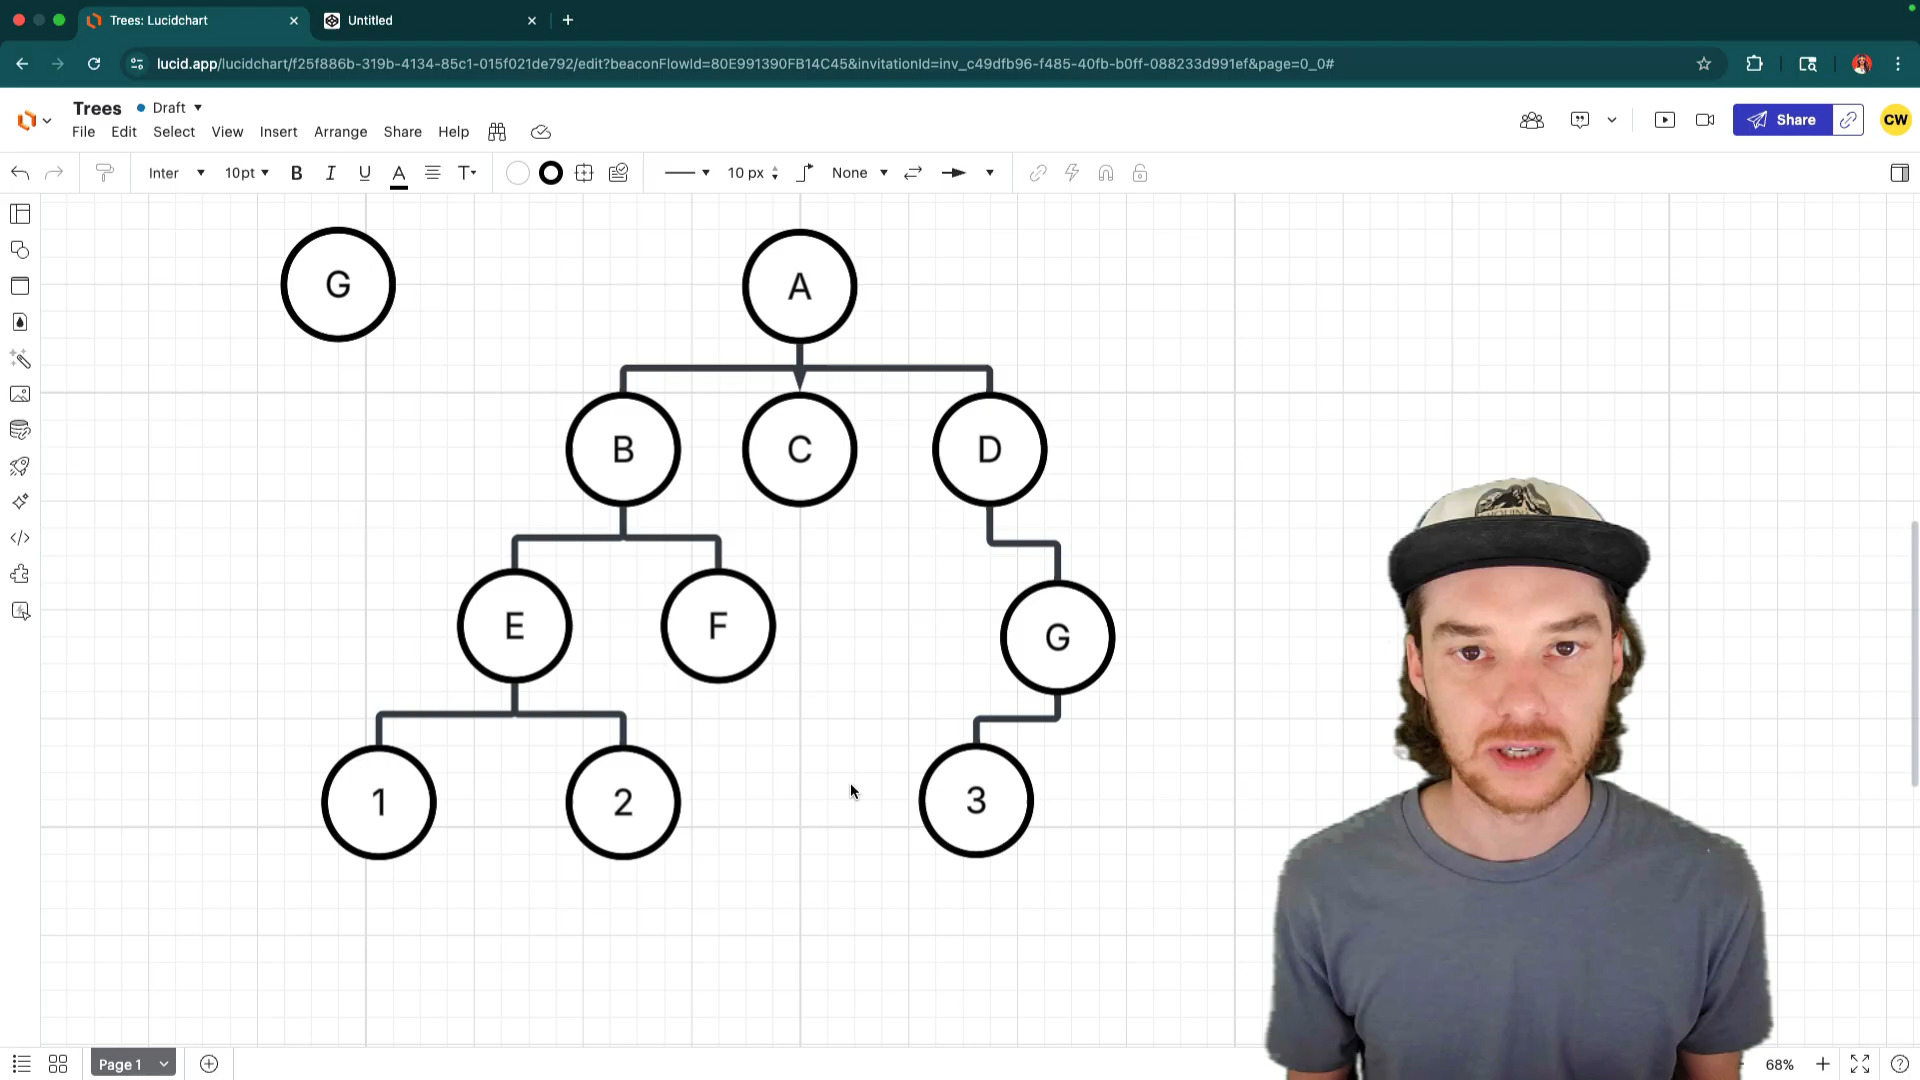 Trees: Lucidchart
Untitled
lucid.app/lucidchart/f25f886b-319b-4134-85c1-015f021de792/edit?beaconFlowId=80E991390FB14C45&invitationId=inv_c49dfb96-f485-40fb-b0ff-088233d991ef&page=0_0#
Trees
Draft
File Edit Select View Insert Arrange Share Help
Share
CW
Inter 10pt B I U A T 10 px None
G
A
B C D
E F G
1 2 3
Page 1
68%